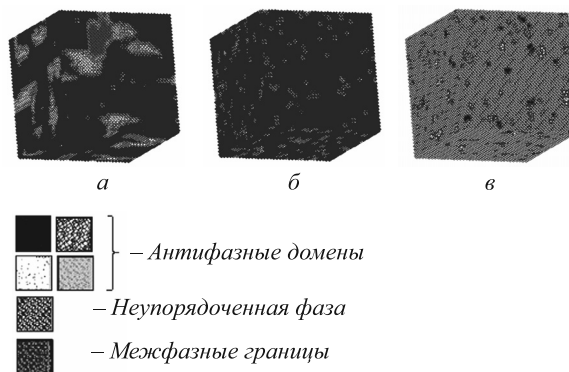 а
б
в
– Антифазные домены
– Неупорядоченная фаза
– Межфазные границы